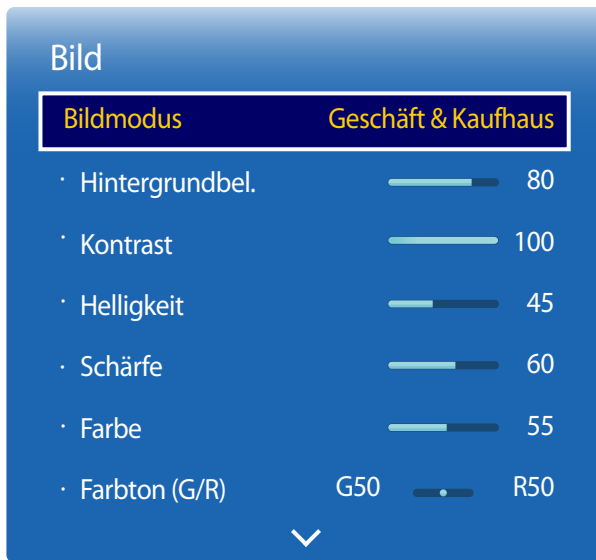 Bild
Bildmodus Geschäft & Kaufhaus
· Hintergrundbel. 80
· Kontrast 100
· Helligkeit 45
· Schärfe 60
· Farbe 55
· Farbton (G/R) G50 R50